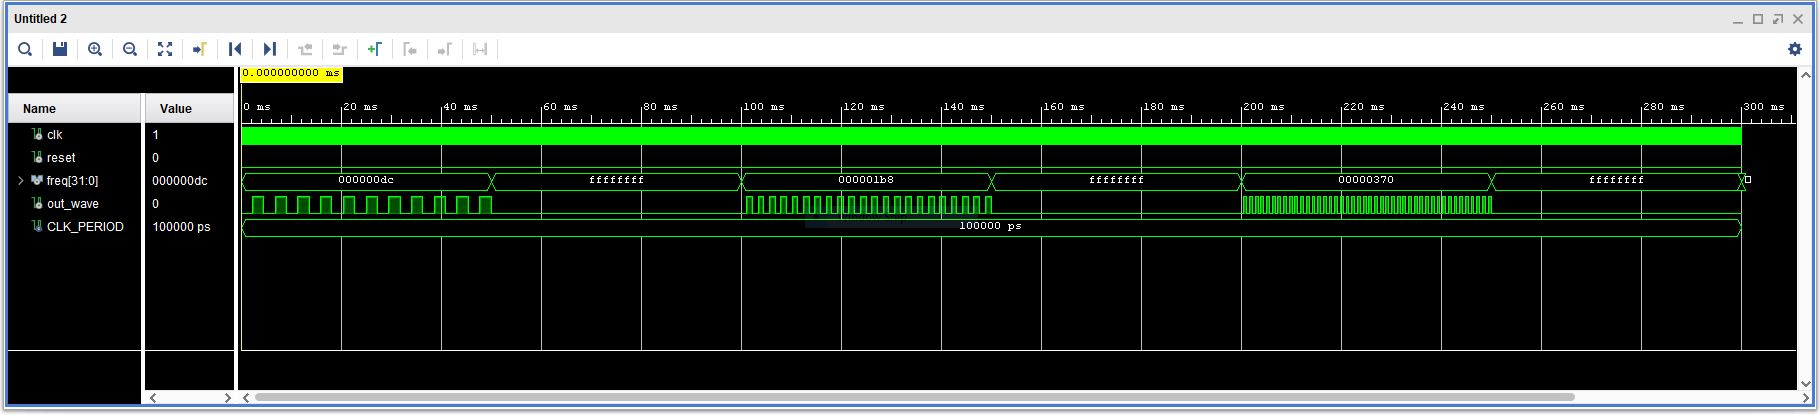 Untitled 2
0.000000000 ms
Name Value
0 ms 20 ms 40 ms 60 ms 80 ms 100 ms 120 ms 140 ms 160 ms 180 ms 200 ms 220 ms 240 ms 260 ms 280 ms 300 ms
clk 1
reset 0
freq[31:0] 000000dc 000000dc ffffffff 000001b8 ffffffff 00000370 ffffffff
out_wave 0
CLK_PERIOD 100000 ps 100000 ps